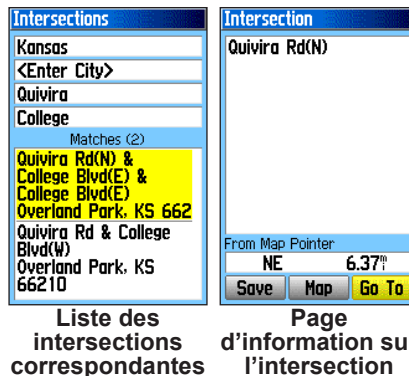 Intersections
Kansas
<Enter City>
Quivira
College
Matches (2)
Quivira Rd(N) &
College Blvd(E) &
College Blvd(E)
Overland Park, KS 662
Quivira Rd & College
Blvd(W)
Overland Park, KS
66210
Liste des
intersections
correspondantes
Intersection
Quivira Rd(N)
From Map Pointer
NE 6.37m
Save Map Go To
Page
d'information su
l'intersection